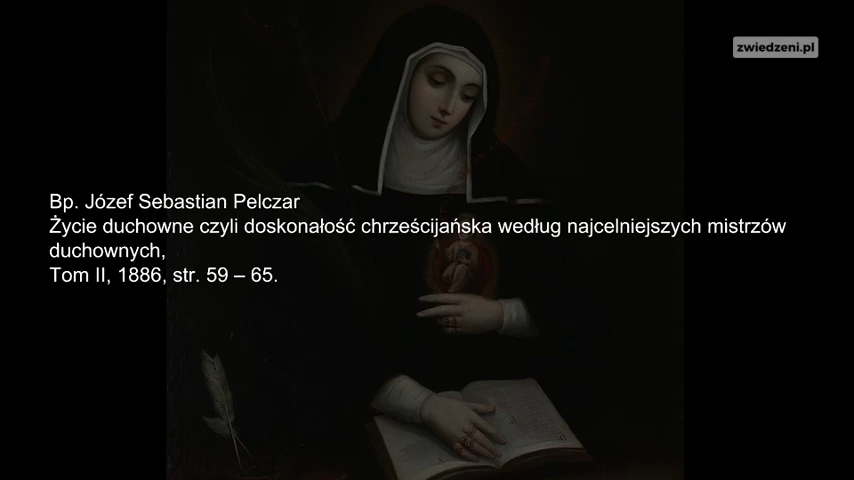 zwiedzeni.pl
Bp. Józef Sebastian Pelczar
Życie duchowne czyli doskonałość chrześcijańska według najcelniejszych mistrzów
duchownych,
Tom II, 1886, str. 59 – 65.